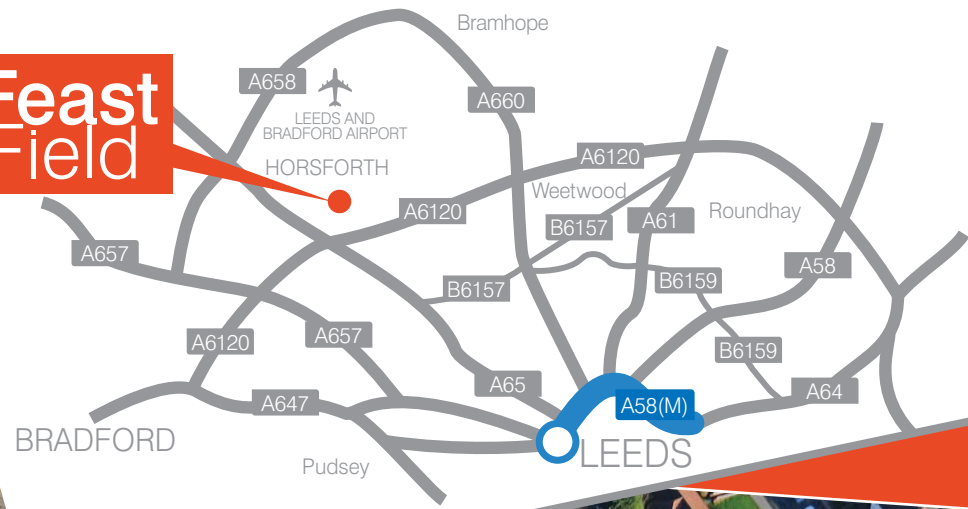 Bramhope
Feast
Field
A658
LEEDS AND
BRADFORD AIRPORT
A660
HORSFORTH
A6120
Weetwood
A6120
B6157
A61
Roundhay
A657
A58
B6157
B6159
A6120
A657
B6159
A65
A64
A647
A58(M)
BRADFORD
LEEDS
Pudsey